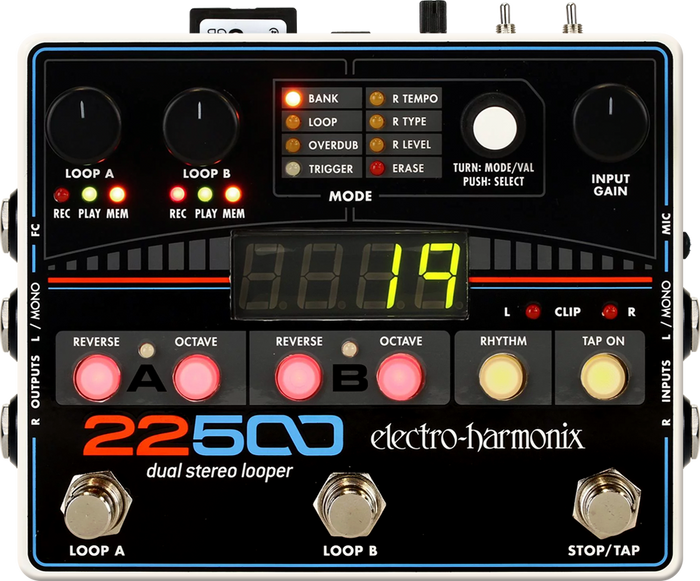 BANK
LOOP
OVERDUB
TRIGGER
R TEMPO
R TYPE
R LEVEL
ERASE
MODE
TURN: MODE/VAL
PUSH: SELECT
LOOP A
REC PLAY MEM
LOOP B
REC PLAY MEM
INPUT
GAIN
FC
L / MONO
R OUTPUTS
MIC
L / MONO
R INPUTS
19
L CLIP R
REVERSE OCTAVE
A
REVERSE OCTAVE
B
RHYTHM
TAP ON
22500
electro-harmonix
dual stereo looper
LOOP A
LOOP B
STOP/TAP